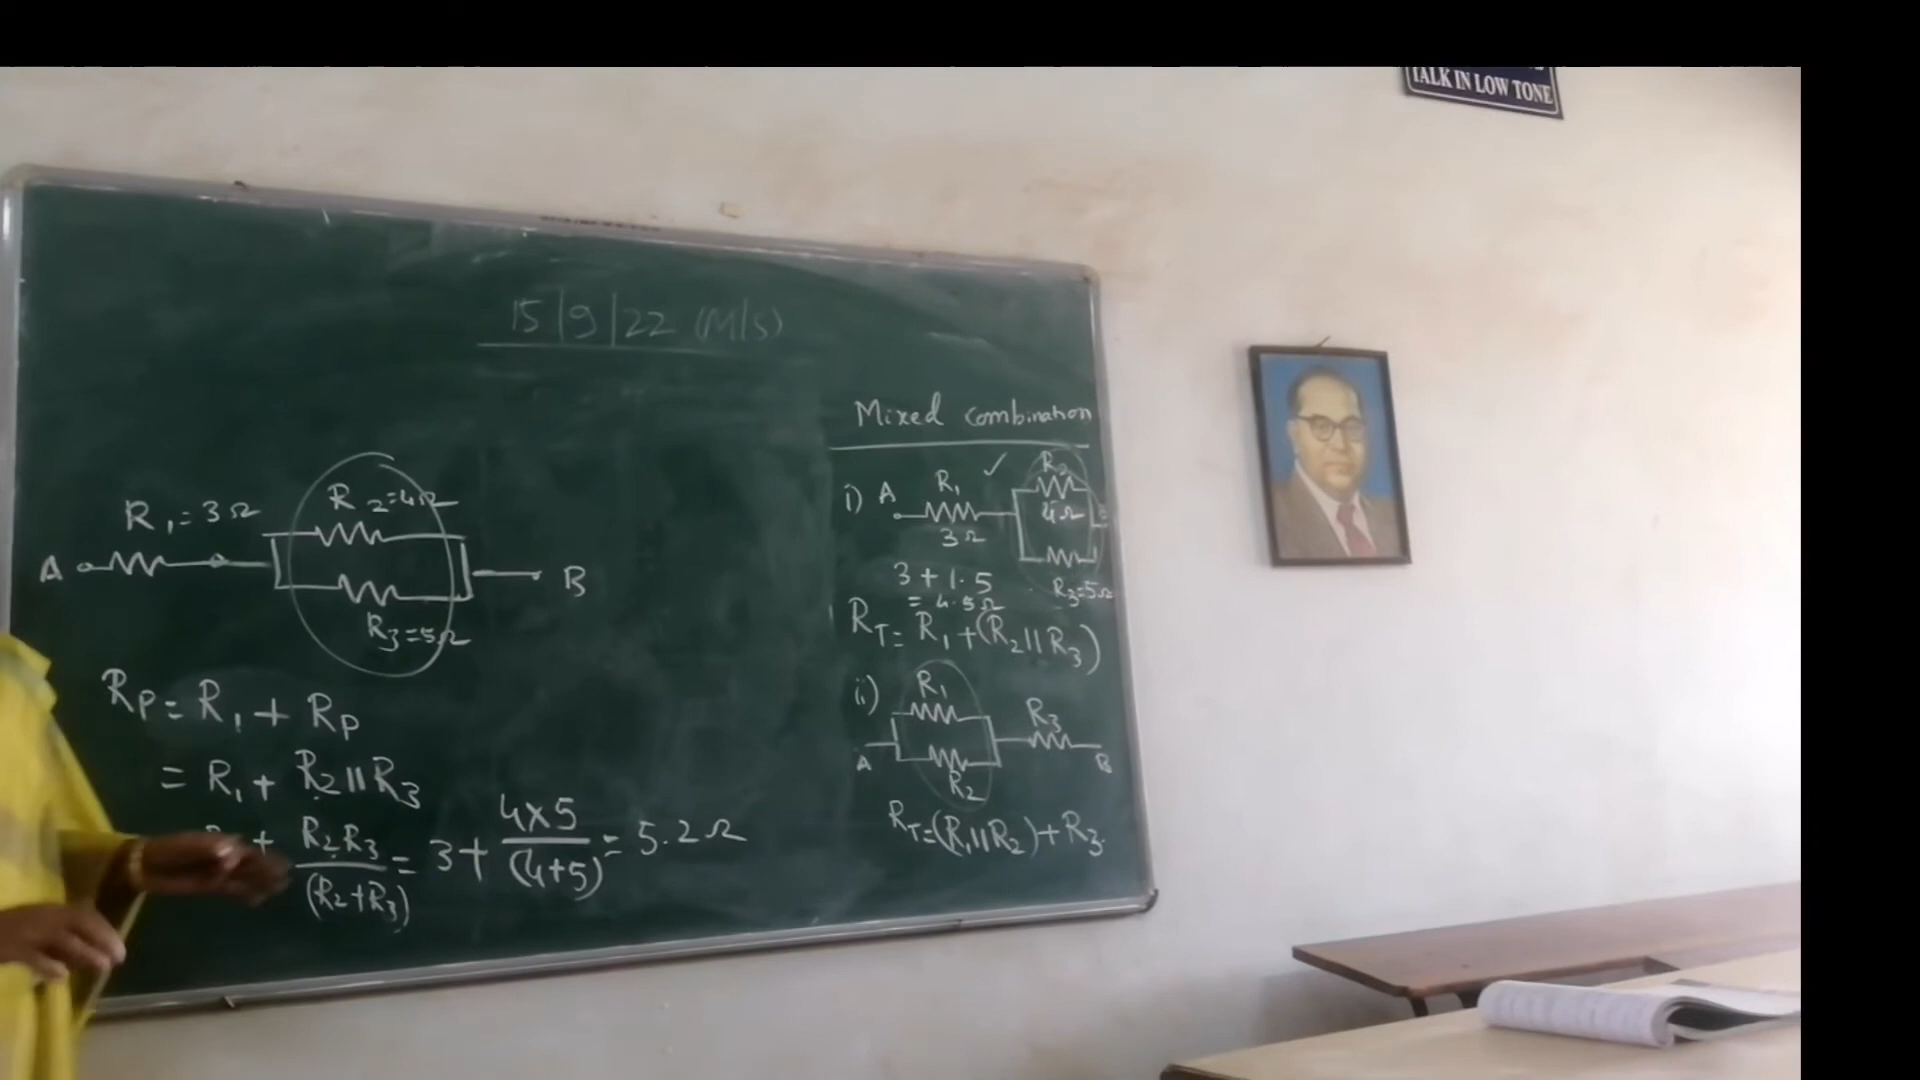 TALK IN LOW TONE
15/9/22 (M/S)
R1=3Ω
R2=4Ω
A
B
R3=5Ω
RP= R1+ RP
= R1+ R2 || R3
+ R2R3/(R2+R3) = 3+ 4x5/(4+5) = 5.2Ω
Mixed combination
i) A R1 ✓ R2
3Ω 4Ω
R3=5Ω
3+1.5
= 4.5Ω
RT= R1+(R2||R3)
ii) R1
R3
A R2 B
RT=(R1||R2)+R3.